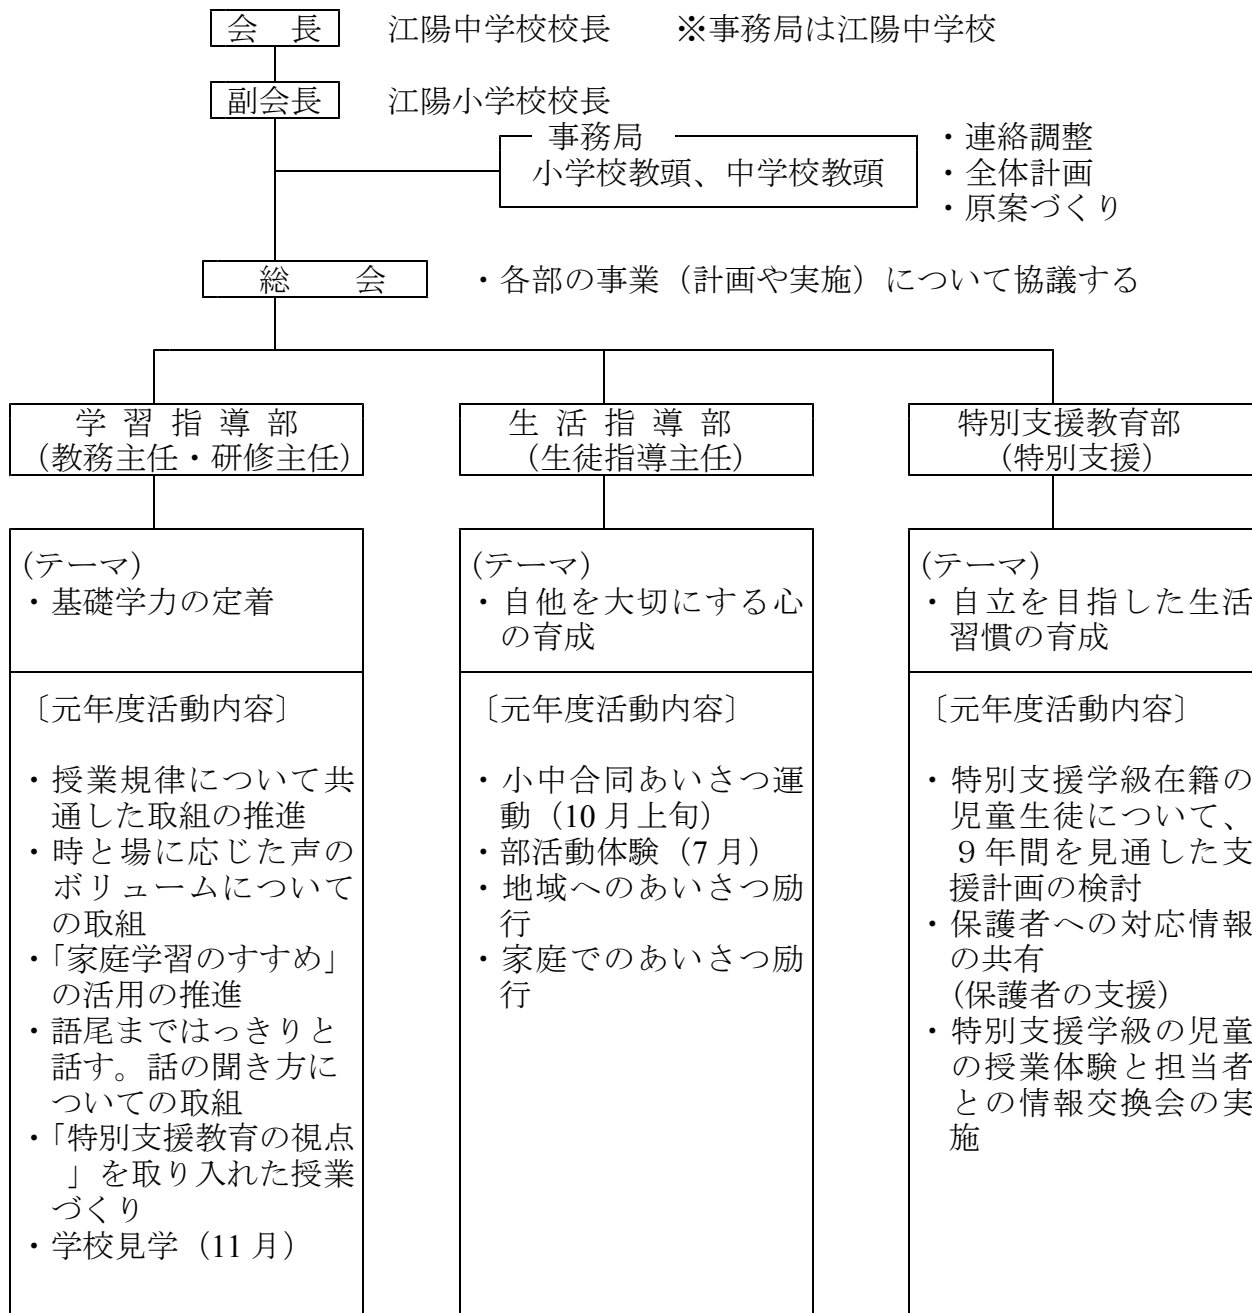 会　長　江陽中学校校長　※事務局は江陽中学校
副会長　江陽小学校校長
事務局
小学校教頭、中学校教頭
・連絡調整
・全体計画
・原案づくり
総　　会　・各部の事業（計画や実施）について協議する
学 習 指 導 部
(教務主任・研修主任)
(テーマ)
・基礎学力の定着
〔元年度活動内容〕
・授業規律について共
通した取組の推進
・時と場に応じた声の
ボリュームについて
の取組
・「家庭学習のすすめ」
の活用の推進
・語尾まではっきりと
話す。話の聞き方に
ついての取組
・「特別支援教育の視点
」を取り入れた授業
づくり
・学校見学（11月）
生 活 指 導 部
(生徒指導主任)
(テーマ)
・自他を大切にする心
の育成
〔元年度活動内容〕
・小中合同あいさつ運
動（10月上旬）
・部活動体験（7月）
・地域へのあいさつ励
行
・家庭でのあいさつ励
行
特別支援教育部
(特別支援)
(テーマ)
・自立を目指した生活
習慣の育成
〔元年度活動内容〕
・特別支援学級在籍の
児童生徒について、
９年間を見通した支
援計画の検討
・保護者への対応情報
の共有
(保護者の支援)
・特別支援学級の児童
の授業体験と担当者
との情報交換会の実
施